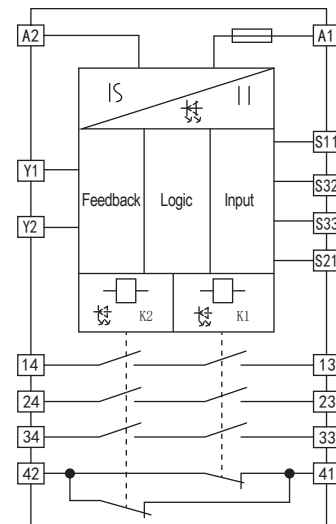 A2 A1
S11
Y1
S32
Feedback Logic Input
Y2 S33
S21
K2 K1
14 13
24 23
34 33
42 41